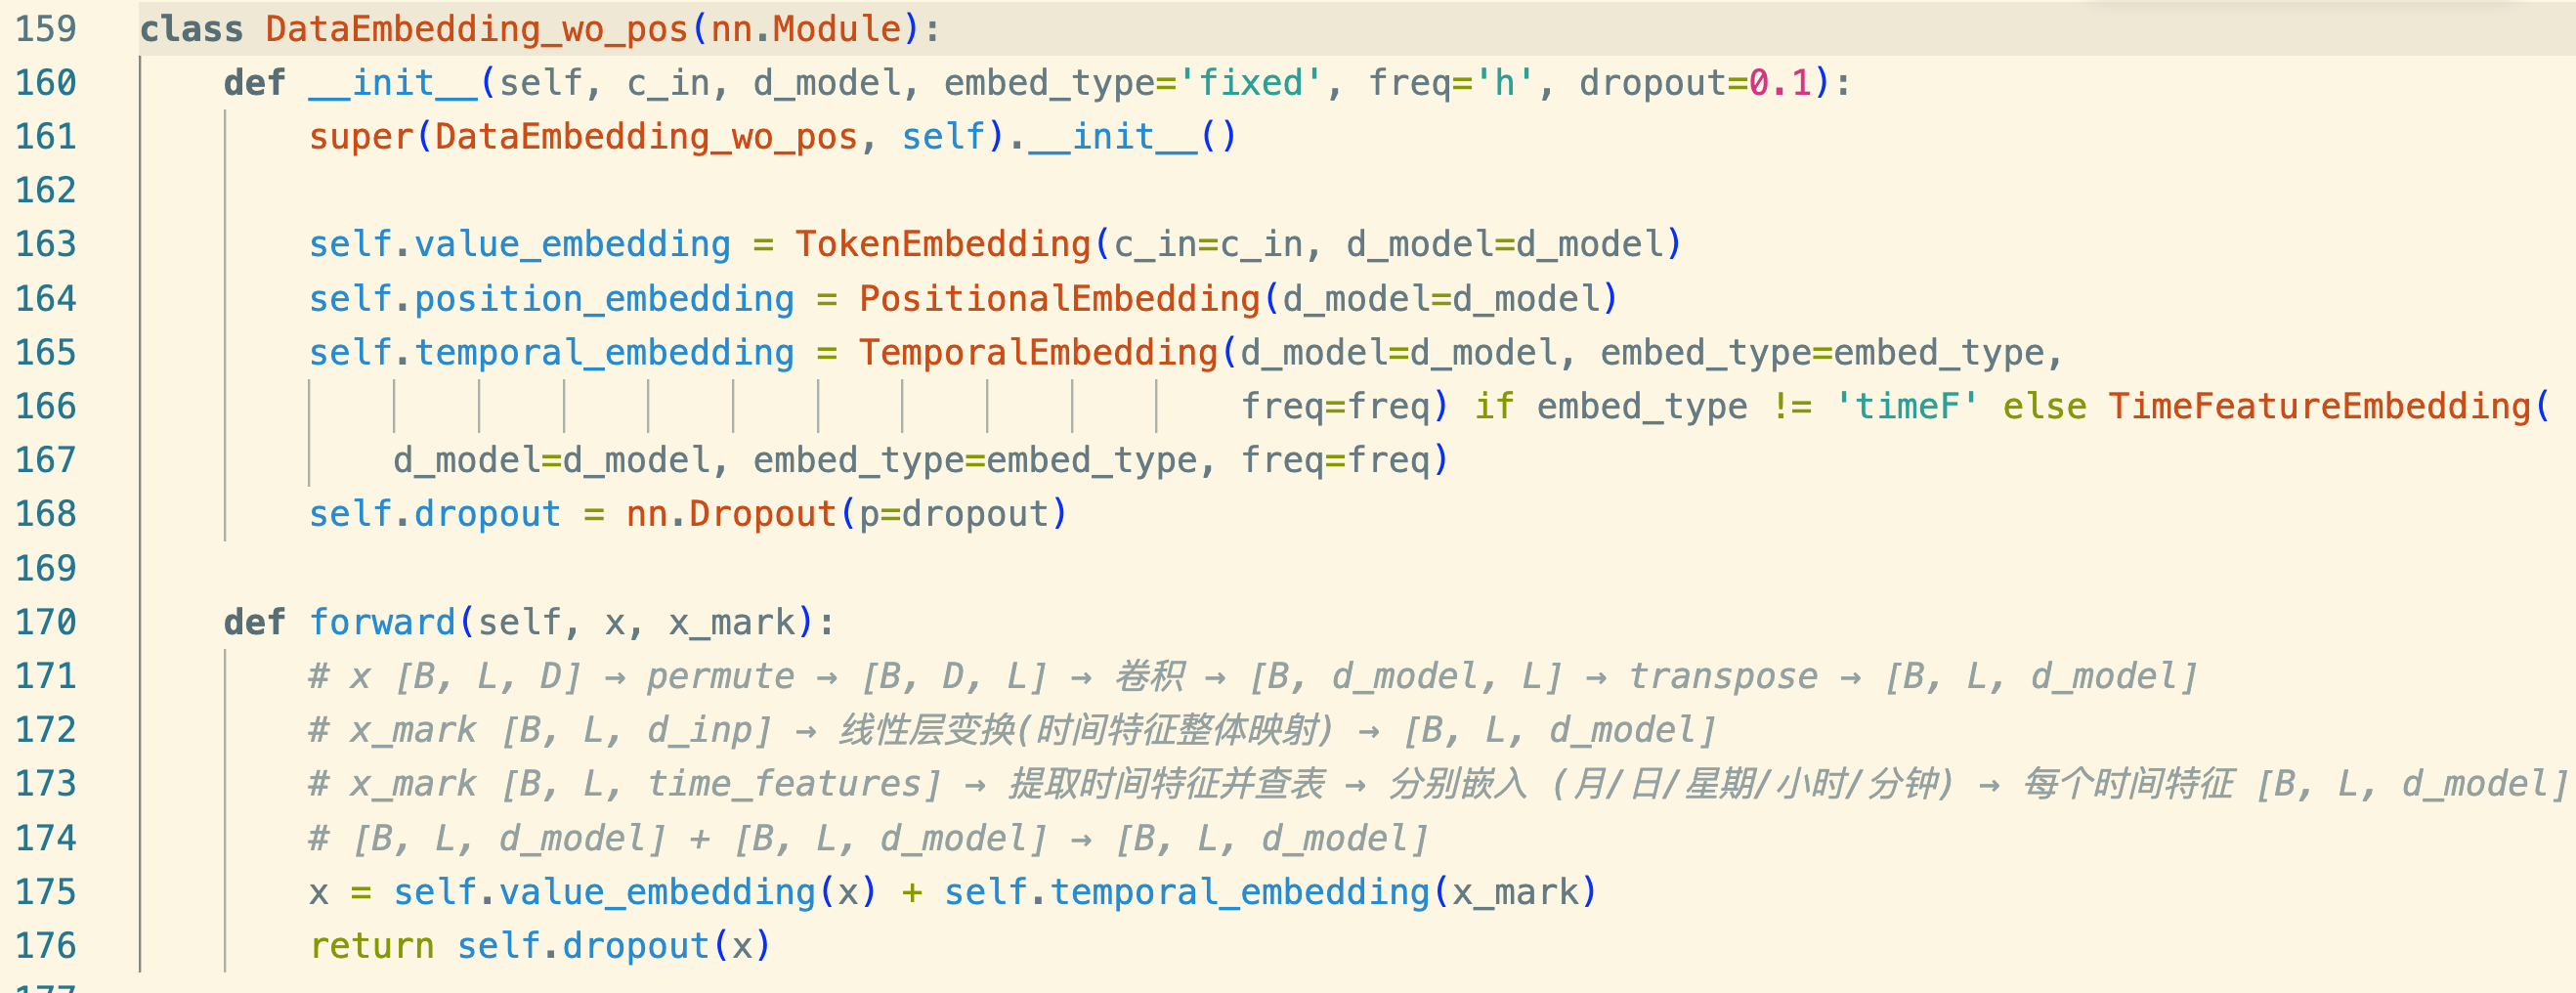 159 class DataEmbedding_wo_pos(nn.Module):
160     def __init__(self, c_in, d_model, embed_type='fixed', freq='h', dropout=0.1):
161         super(DataEmbedding_wo_pos, self).__init__()
162
163         self.value_embedding = TokenEmbedding(c_in=c_in, d_model=d_model)
164         self.position_embedding = PositionalEmbedding(d_model=d_model)
165         self.temporal_embedding = TemporalEmbedding(d_model=d_model, embed_type=embed_type,
166                                                     freq=freq) if embed_type != 'timeF' else TimeFeatureEmbedding(
167             d_model=d_model, embed_type=embed_type, freq=freq)
168         self.dropout = nn.Dropout(p=dropout)
169
170     def forward(self, x, x_mark):
171         # x [B, L, D] → permute → [B, D, L] → 卷积 → [B, d_model, L] → transpose → [B, L, d_model]
172         # x_mark [B, L, d_inp] → 线性层变换(时间特征整体映射) → [B, L, d_model]
173         # x_mark [B, L, time_features] → 提取时间特征并查表 → 分别嵌入 (月/日/星期/小时/分钟) → 每个时间特征 [B, L, d_model]
174         # [B, L, d_model] + [B, L, d_model] → [B, L, d_model]
175         x = self.value_embedding(x) + self.temporal_embedding(x_mark)
176         return self.dropout(x)
177